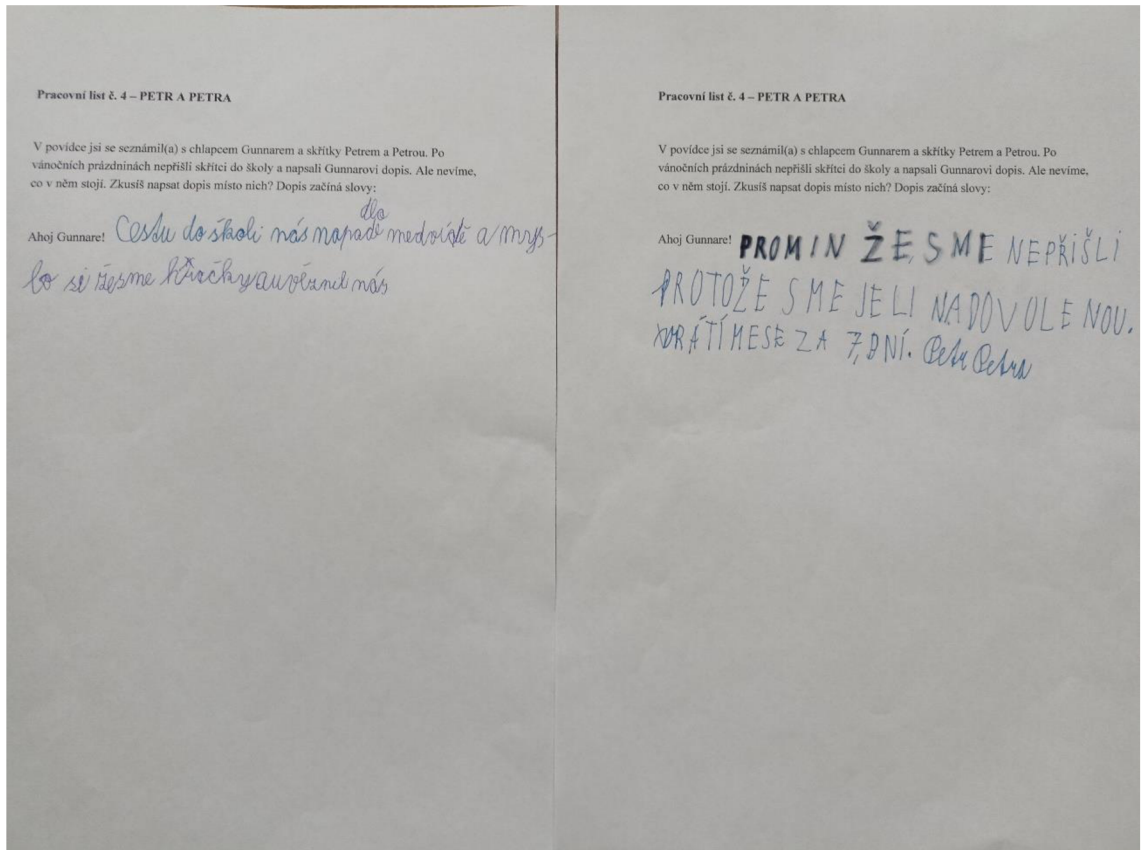 Pracovní list č. 4 – PETR A PETRA
V povídce jsi se seznámil(a) s chlapcem Gunnarem a skřítky Petrem a Petrou. Po
vánočních prázdninách nepřišli skřítci do školy a napsali Gunnarovi dopis. Ale nevíme,
co v něm stojí. Zkusíš napsat dopis místo nich? Dopis začíná slovy:
dlo
Ahoj Gunnare! Cestu do školi nás napadě medvídě a mys-
lo si žesme hračky a nás
Pracovní list č. 4 – PETR A PETRA
V povídce jsi se seznámil(a) s chlapcem Gunnarem a skřítky Petrem a Petrou. Po
vánočních prázdninách nepřišli skřítci do školy a napsali Gunnarovi dopis. Ale nevíme,
co v něm stojí. Zkusíš napsat dopis místo nich? Dopis začíná slovy:
Ahoj Gunnare! PROMIN ŽE SME NEPŘIŠLI
PROTOŽE SME JELI NADOVOLENOU.
VRÁTÍMESE ZA 7, DNÍ. Petr Petra